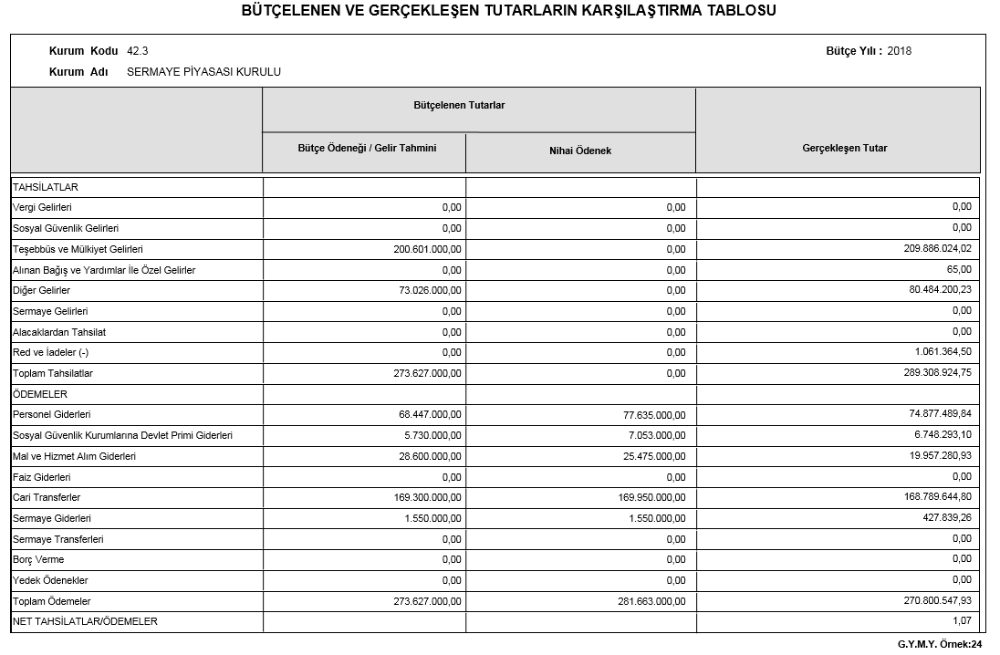 BÜTÇELENEN VE GERÇEKLEŞEN TUTARLARIN KARŞILAŞTIRMA TABLOSU
Kurum Kodu 42.3 Bütçe Yılı : 2018
Kurum Adı SERMAYE PİYASASI KURULU
Bütçelenen Tutarlar
Bütçe Ödeneği / Gelir Tahmini Nihai Ödenek Gerçekleşen Tutar
TAHSİLATLAR
Vergi Gelirleri 0,00 0,00 0,00
Sosyal Güvenlik Gelirleri 0,00 0,00 0,00
Teşebbüs ve Mülkiyet Gelirleri 200.601.000,00 0,00 209.886.024,02
Alınan Bağış ve Yardımlar İle Özel Gelirler 0,00 0,00 65,00
Diğer Gelirler 73.026.000,00 0,00 80.484.200,23
Sermaye Gelirleri 0,00 0,00 0,00
Alacaklardan Tahsilat 0,00 0,00 0,00
Red ve İadeler (-) 0,00 0,00 1.061.364,50
Toplam Tahsilatlar 273.627.000,00 0,00 289.308.924,75
ÖDEMELER
Personel Giderleri 68.447.000,00 77.635.000,00 74.877.489,84
Sosyal Güvenlik Kurumlarına Devlet Primi Giderleri 5.730.000,00 7.053.000,00 6.748.293,10
Mal ve Hizmet Alım Giderleri 28.600.000,00 25.475.000,00 19.957.280,93
Faiz Giderleri 0,00 0,00 0,00
Cari Transferler 169.300.000,00 169.950.000,00 168.789.644,80
Sermaye Giderleri 1.550.000,00 1.550.000,00 427.839,26
Sermaye Transferleri 0,00 0,00 0,00
Borç Verme 0,00 0,00 0,00
Yedek Ödenekler 0,00 0,00 0,00
Toplam Ödemeler 273.627.000,00 281.663.000,00 270.800.547,93
NET TAHSİLATLAR/ÖDEMELER 1,07
G.Y.M.Y. Örnek:24